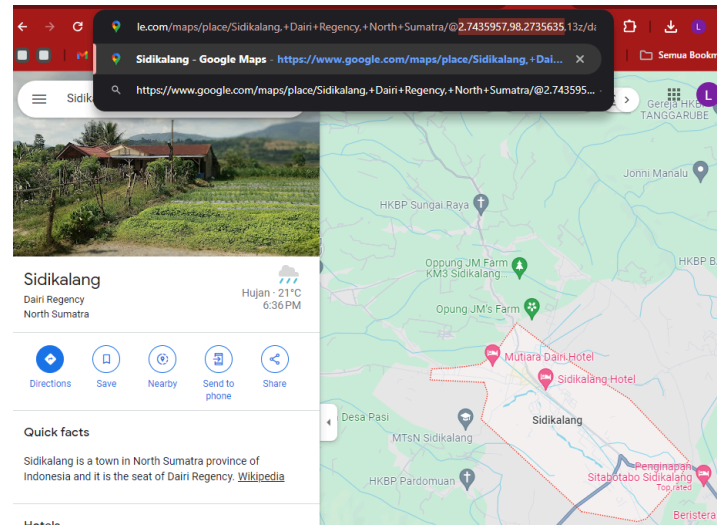 le.com/maps/place/Sidikalang,+Dairi+Regency,+North+Sumatra/@2.7435957,98.2735635,13z/da
Sidikalang - Google Maps - https://www.google.com/maps/place/Sidikalang,+Dai...
https://www.google.com/maps/place/Sidikalang,+Dairi+Regency,+North+Sumatra/@2.743595...
L
Semua Bookm
Sidik
L
Gereja HKBP
TANGGARUBE
Jonni Manalu
HKBP Sungai Raya
Oppung JM Farm
KM3 Sidikalang
HKBP B
Opung JM's Farm
Mutiara Dairi Hotel
Sidikalang Hotel
Sidikalang
Desa Pasi
MTsN Sidikalang
HKBP Pardomuan
Penginapan
Sitabotabo Sidikalang
Top rated
Beristera
Sidikalang
Dairi Regency
North Sumatra
Hujan · 21°C
6:36 PM
Directions
Save
Nearby
Send to
phone
Share
Quick facts
Sidikalang is a town in North Sumatra province of
Indonesia and it is the seat of Dairi Regency. Wikipedia
Hotels